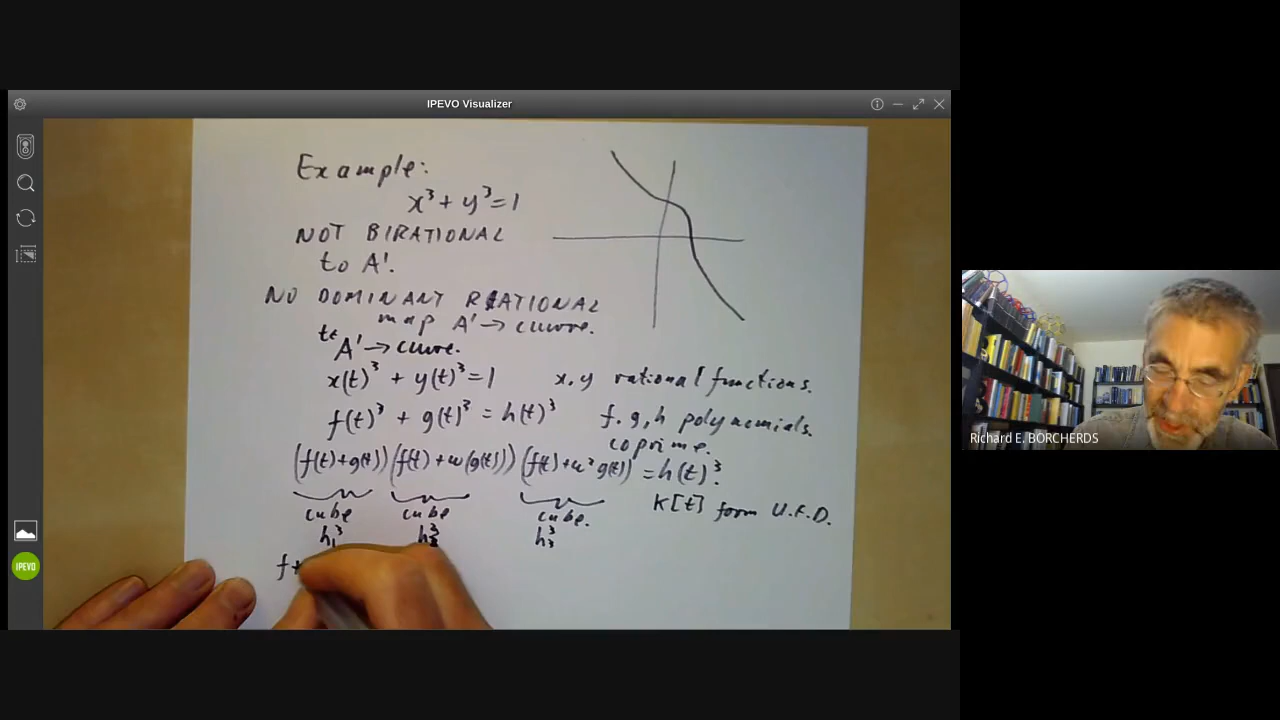 IPEVO Visualizer
Example:
x³ + y³ = 1
NOT BIRATIONAL
to A¹.
NO DOMINANT RATIONAL
map A¹ → curve.
t∈ A¹ → curve.
x(t)³ + y(t)³ = 1 x, y rational functions.
f(t)³ + g(t)³ = h(t)³ f, g, h polynomials.
coprime.
(f(t)+g(t)) (f(t)+ω(g(t))) (f(t)+ω²g(t)) = h(t)³.
cube cube cube. K[t] form U.F.D.
h₁³ h₂³ h₃³
f+
Richard E. BORCHERDS
IPEVO